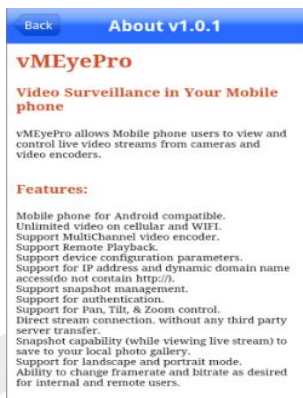 Back
About v1.0.1
vMEyePro
Video Surveillance in Your Mobile
phone
vMEyePro allows Mobile phone users to view and
control live video streams from cameras and
video encoders.
Features:
Mobile phone for Android compatible.
Unlimited video on cellular and WIFI.
Support MultiChannel video encoder.
Support Remote Playback.
Support device configuration parameters.
Support for IP address and dynamic domain name
access(do not contain http://).
Support snapshot management.
Support for authentication.
Support for Pan, Tilt, & Zoom control.
Direct stream connection. without any third party
server transfer.
Snapshot capability (while viewing live stream) to
save to your local photo gallery.
Support for landscape and portrait mode.
Ability to change framerate and bitrate as desired
for internal and remote users.